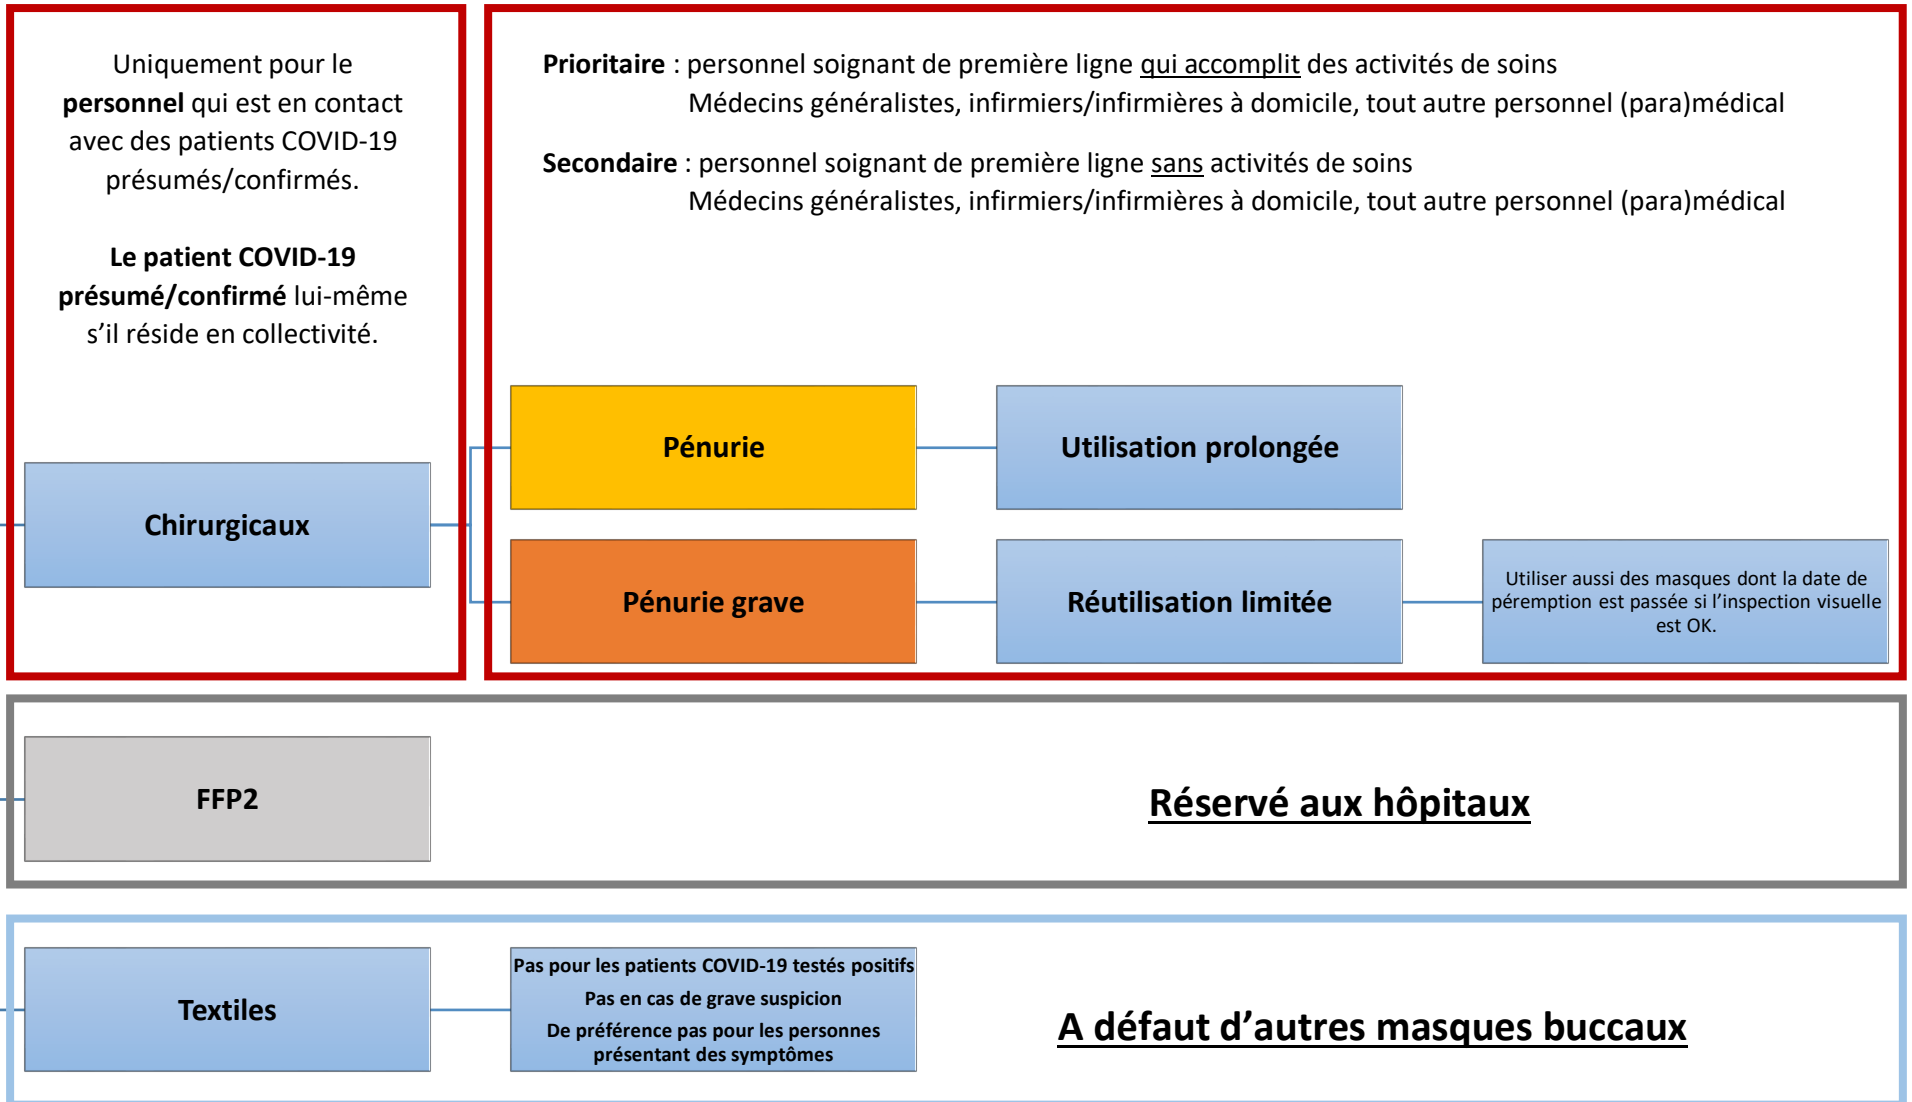 Uniquement pour le
personnel qui est en contact
avec des patients COVID-19
présumés/confirmés.
Le patient COVID-19
présumé/confirmé lui-même
s’il réside en collectivité.
Prioritaire : personnel soignant de première ligne qui accomplit des activités de soins
Médecins généralistes, infirmiers/infirmières à domicile, tout autre personnel (para)médical
Secondaire : personnel soignant de première ligne sans activités de soins
Médecins généralistes, infirmiers/infirmières à domicile, tout autre personnel (para)médical
Chirurgicaux
Pénurie
Utilisation prolongée
Pénurie grave
Réutilisation limitée
Utiliser aussi des masques dont la date de
péremption est passée si l’inspection visuelle
est OK.
FFP2
Réservé aux hôpitaux
Textiles
Pas pour les patients COVID-19 testés positifs
Pas en cas de grave suspicion
De préférence pas pour les personnes
présentant des symptômes
A défaut d’autres masques buccaux